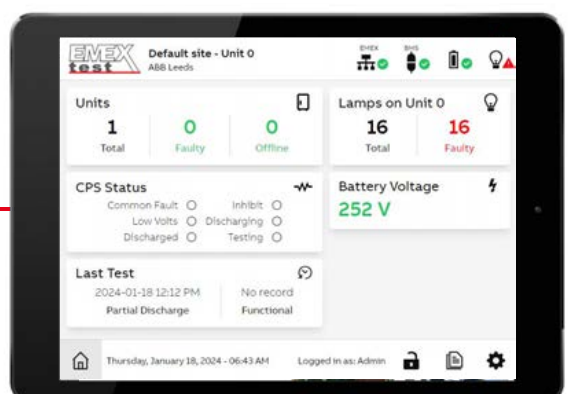 EMEX
test
Default site - Unit 0
ABB Leeds
EMEX
BMS
Units
1
0
0
Total
Faulty
Offline
Lamps on Unit 0
16
16
Total
Faulty
CPS Status
Common Fault
Inhibit
Low Volts
Discharging
Discharged
Testing
Battery Voltage
252 V
Last Test
2024-01-18 12:12 PM
No record
Partial Discharge
Functional
Thursday, January 18, 2024 - 06:43 AM
Logged in as: Admin